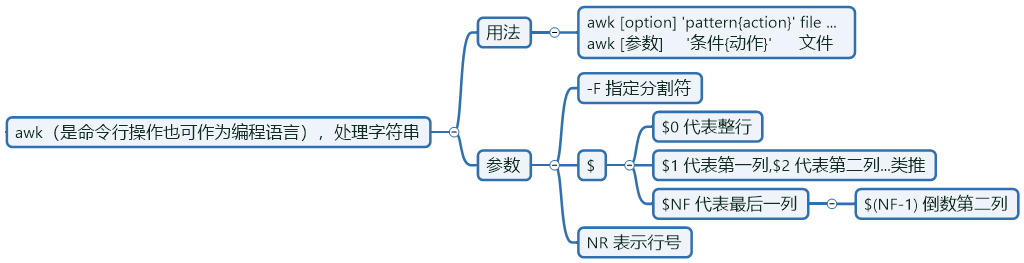 awk（是命令行操作也可作为编程语言），处理字符串
用法
awk [option] 'pattern{action}' file ...
awk [参数] '条件{动作}' 文件
参数
-F 指定分割符
$
$0 代表整行
$1 代表第一列,$2 代表第二列...类推
$NF 代表最后一列
$(NF-1) 倒数第二列
NR 表示行号